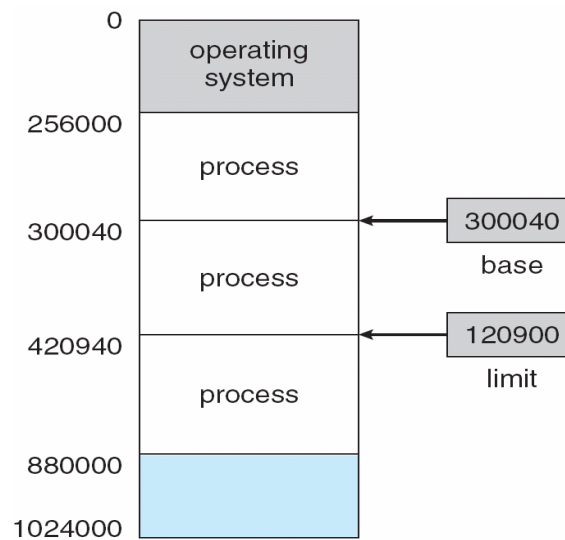 0
operating
system
256000
process
300040
300040
base
process
420940
120900
limit
process
880000
1024000